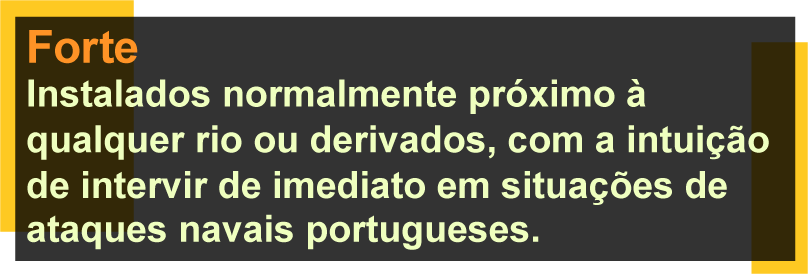 Forte
Instalados normalmente próximo à
qualquer rio ou derivados, com a intuição
de intervir de imediato em situações de
ataques navais portugueses.